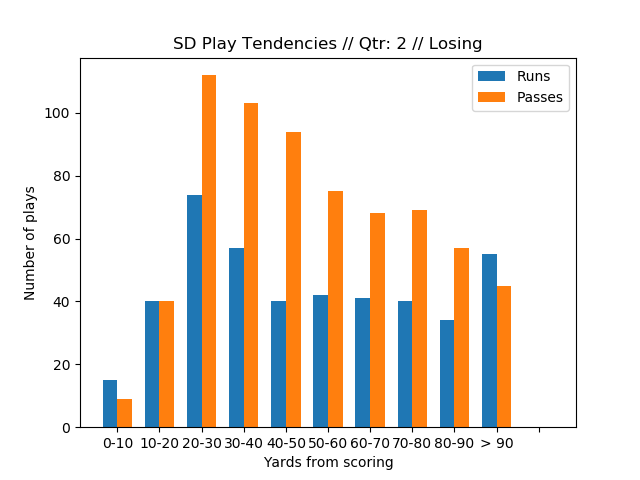 SD Play Tendencies // Qtr: 2 // Losing
Runs
Passes
Number of plays
100
80
60
40
20
0
0-10 10-20 20-30 30-40 40-50 50-60 60-70 70-80 80-90 > 90
Yards from scoring